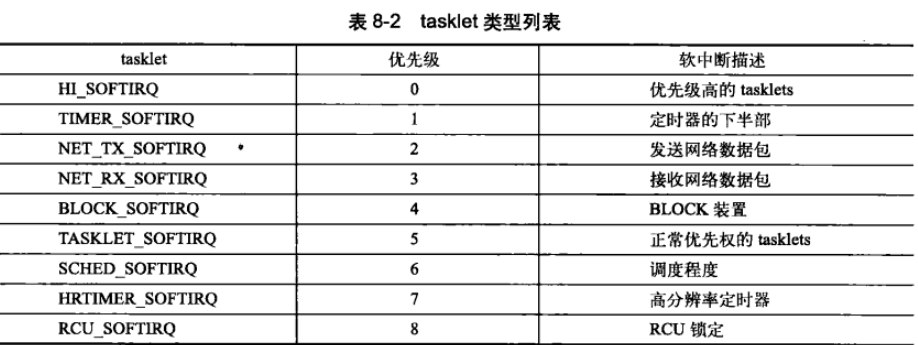 表 8-2 tasklet 类型列表
tasklet 优先级 软中断描述
HI_SOFTIRQ 0 优先级高的 tasklets
TIMER_SOFTIRQ 1 定时器的下半部
NET_TX_SOFTIRQ 2 发送网络数据包
NET_RX_SOFTIRQ 3 接收网络数据包
BLOCK_SOFTIRQ 4 BLOCK 装置
TASKLET_SOFTIRQ 5 正常优先权的 tasklets
SCHED_SOFTIRQ 6 调度程度
HRTIMER_SOFTIRQ 7 高分辨率定时器
RCU_SOFTIRQ 8 RCU 锁定